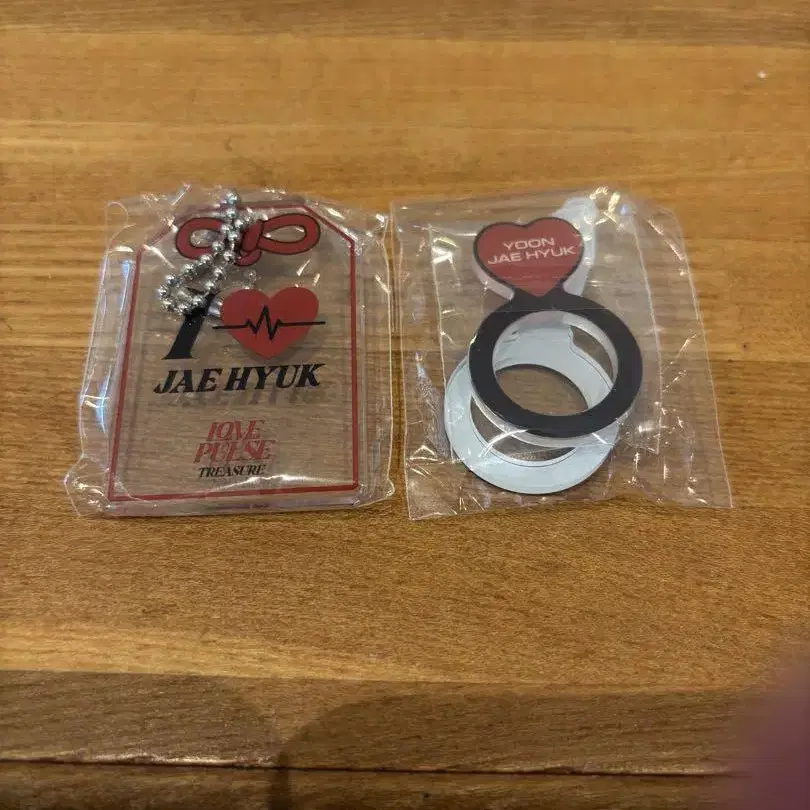 I
JAE HYUK
LOVE
PULSE
TREASURE
YOON
JAE HYUK